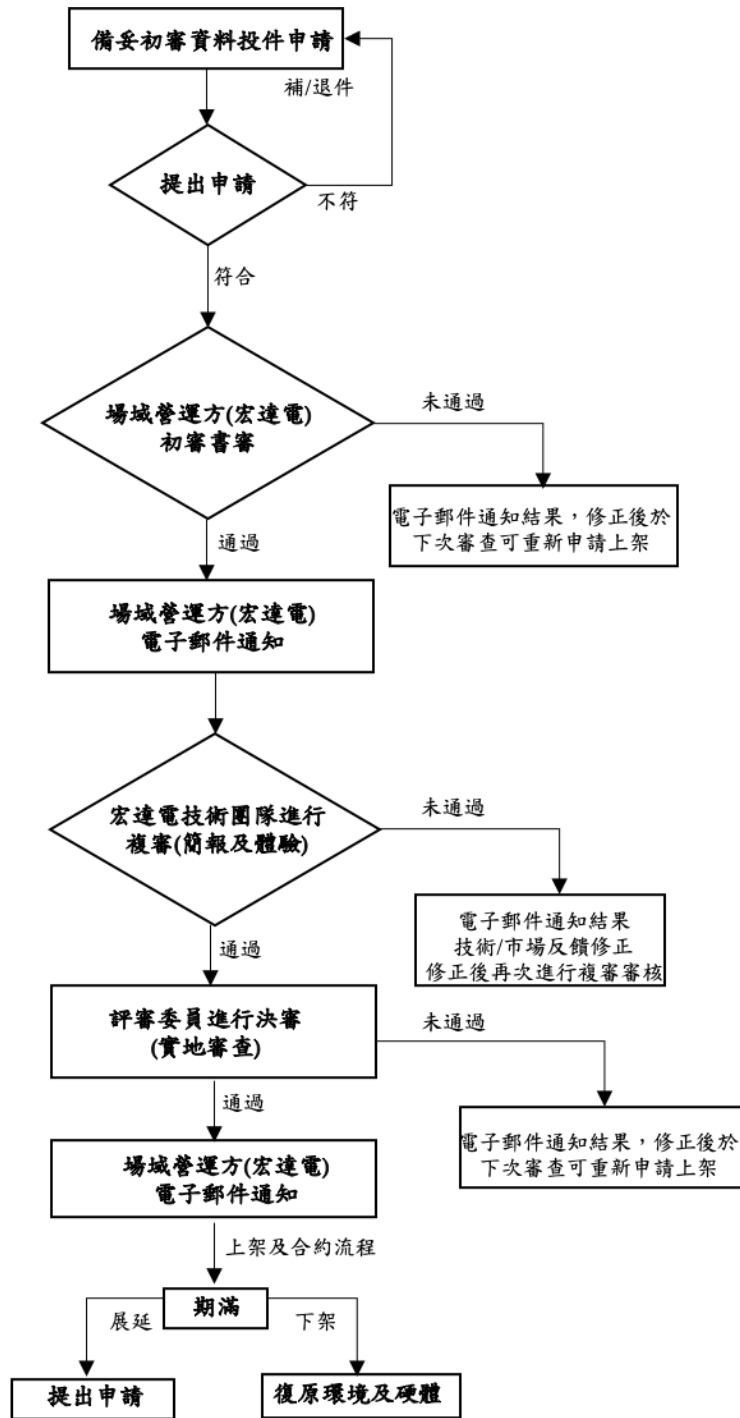 備妥初審資料投件申請
補/退件
提出申請
不符
符合
場域營運方(宏達電)
初審書審
未通過
電子郵件通知結果，修正後於
下次審查可重新申請上架
通過
場域營運方(宏達電)
電子郵件通知
宏達電技術團隊進行
複審(簡報及體驗)
未通過
電子郵件通知結果
技術/市場反饋修正
修正後再次進行複審審核
通過
評審委員進行決審
(實地審查)
未通過
電子郵件通知結果，修正後於
下次審查可重新申請上架
通過
場域營運方(宏達電)
電子郵件通知
上架及合約流程
期滿
展延
下架
提出申請
復原環境及硬體